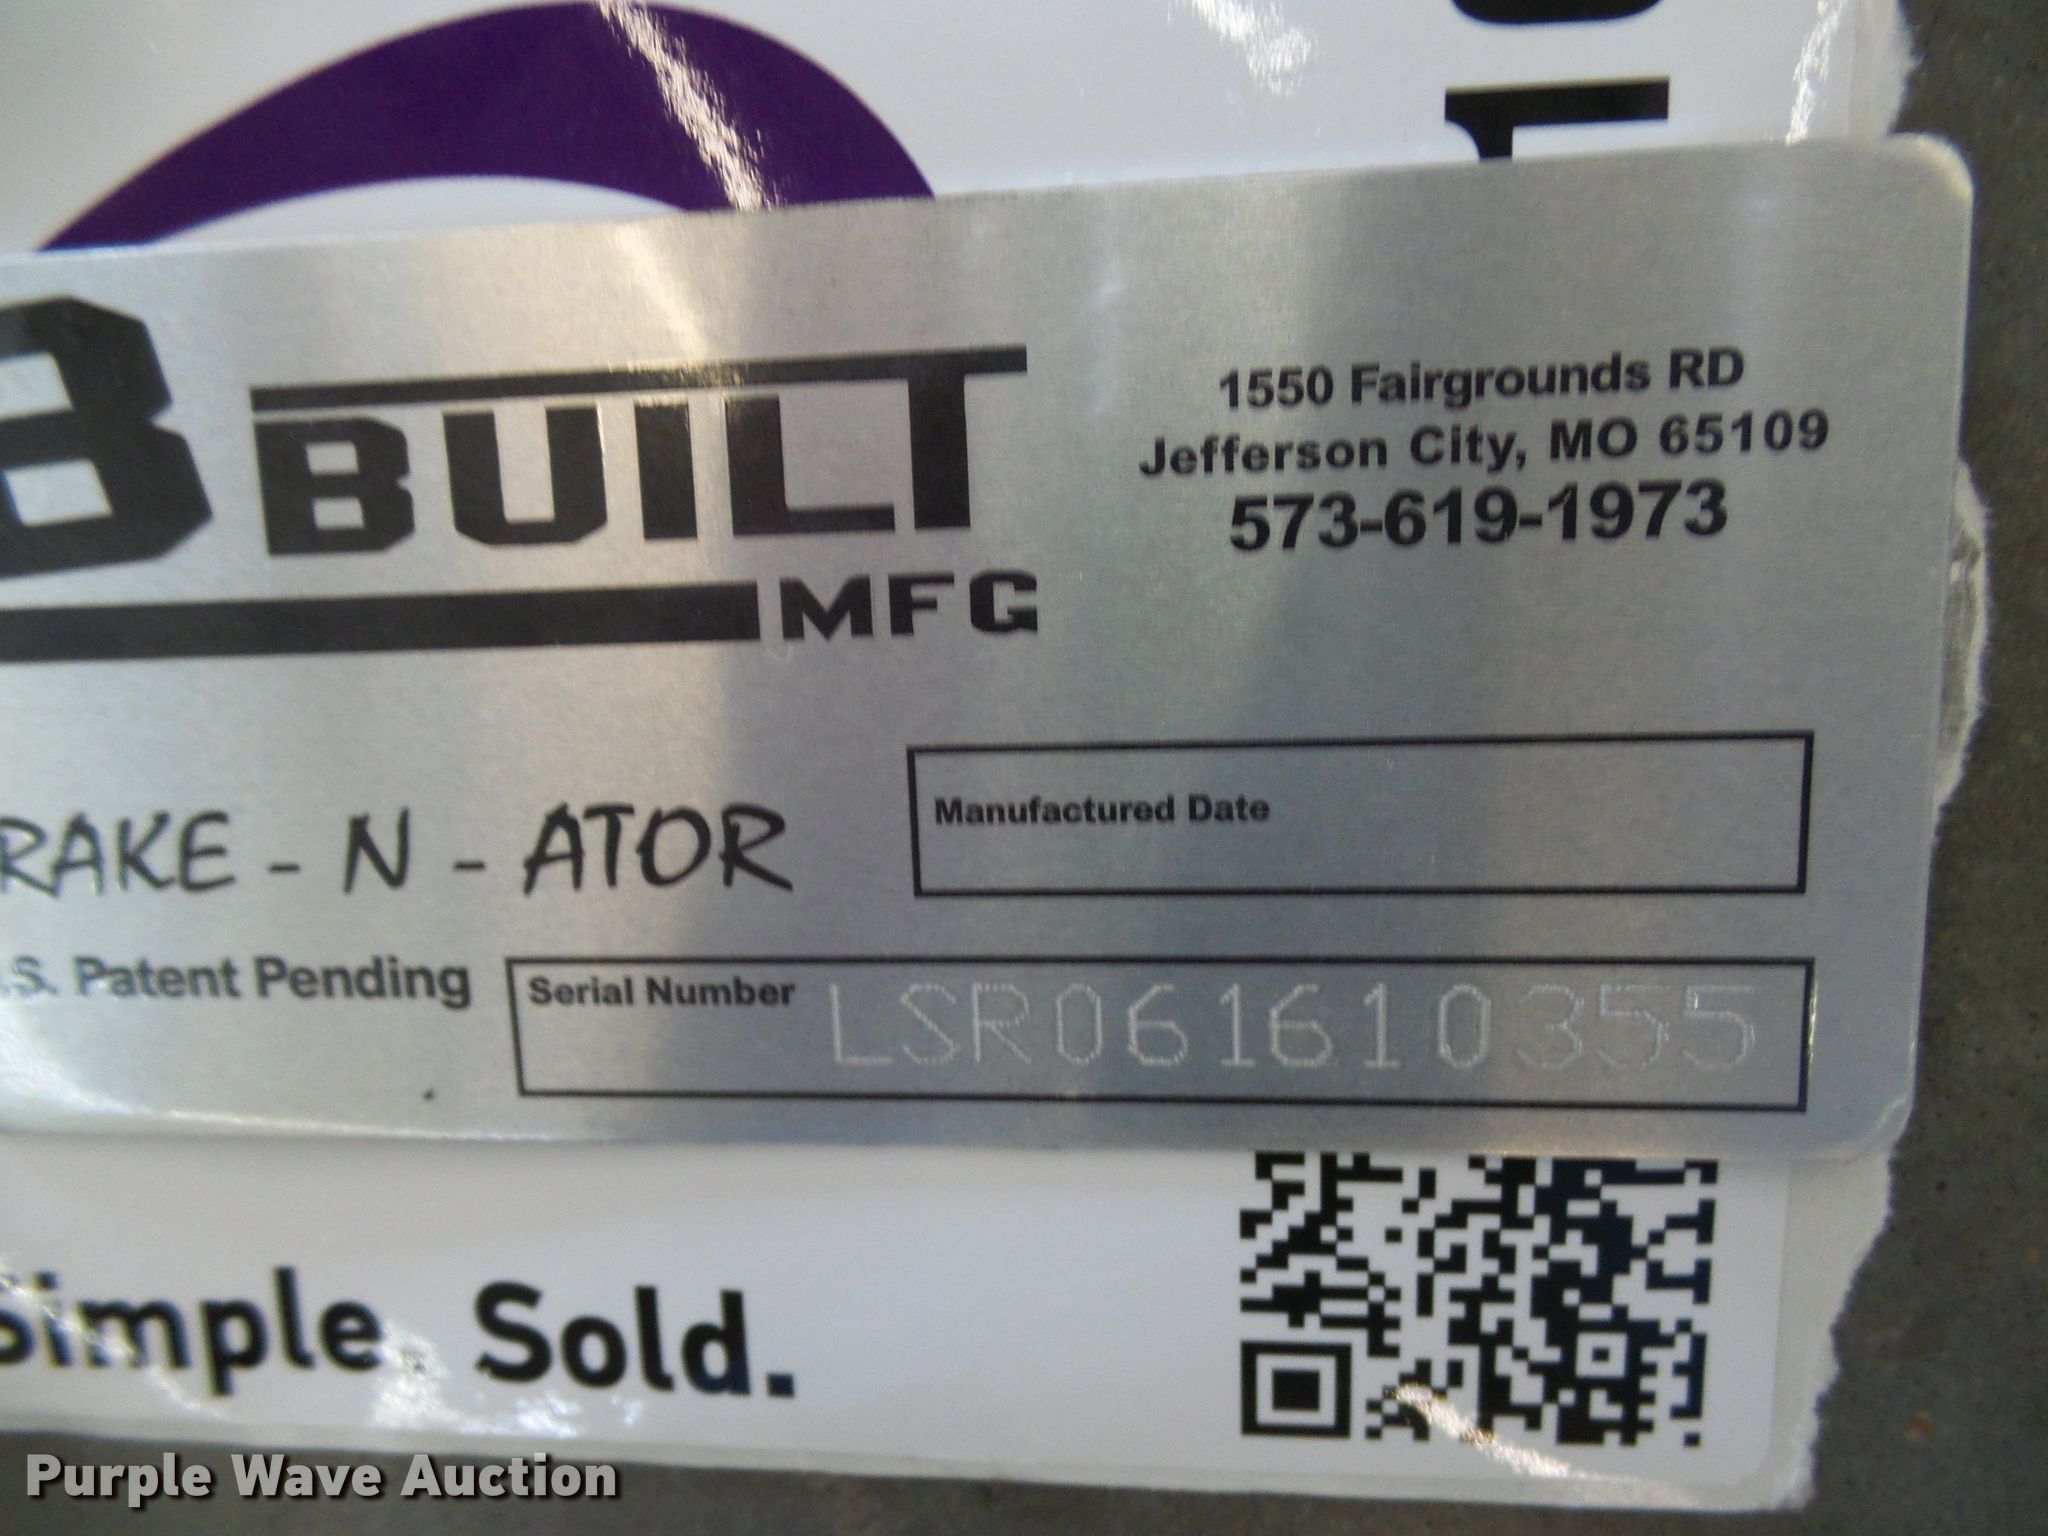 B BUILT
MFG
1550 Fairgrounds RD
Jefferson City, MO 65109
573-619-1973
RAKE - N - ATOR
Manufactured Date
.S. Patent Pending
Serial Number LSR061610355
Simple. Sold.
Purple Wave Auction